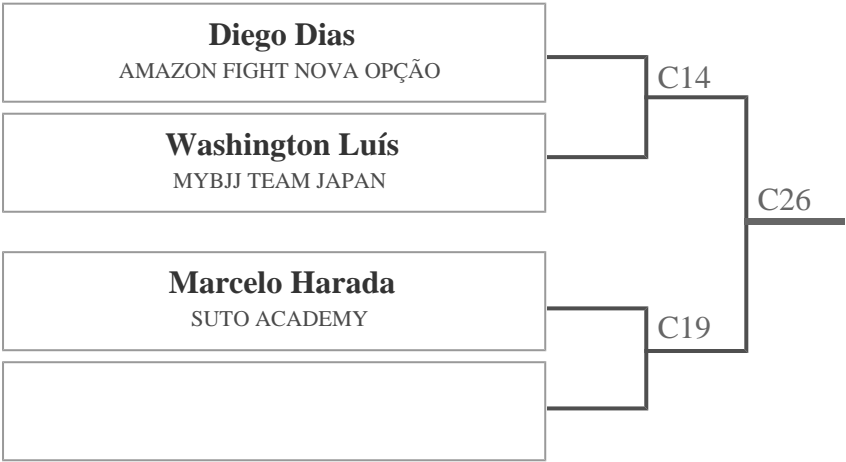 Diego Dias
AMAZON FIGHT NOVA OPÇÃO
C14
Washington Luís
MYBJJ TEAM JAPAN
C26
Marcelo Harada
SUTO ACADEMY
C19